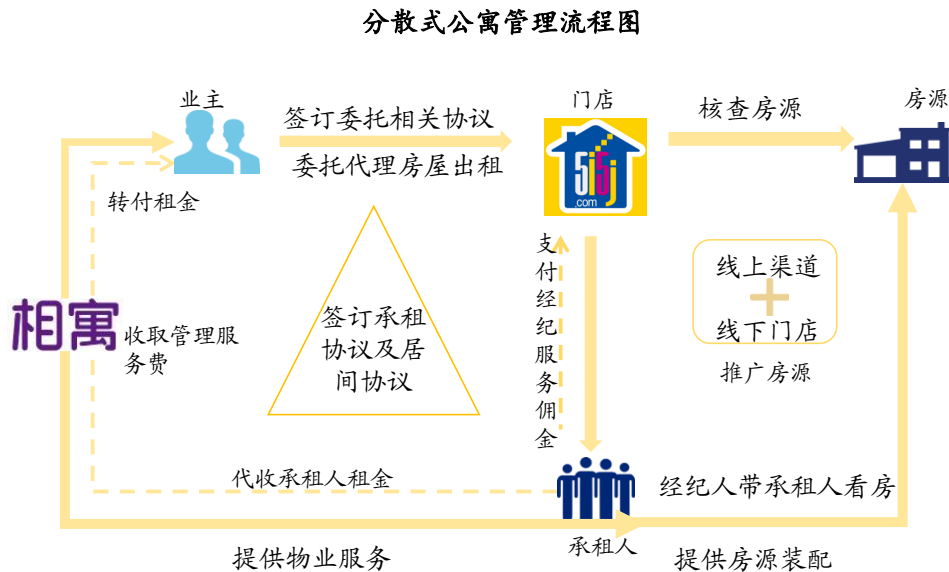 分散式公寓管理流程图
业主
签订委托相关协议
委托代理房屋出租
门店
5i5j
.com
核查房源
房源
转付租金
相寓
收取管理服
务费
签订承租
协议及居
间协议
支付经纪服务佣金
线上渠道
线下门店
推广房源
代收承租人租金
经纪人带承租人看房
承租人
提供物业服务
提供房源装配